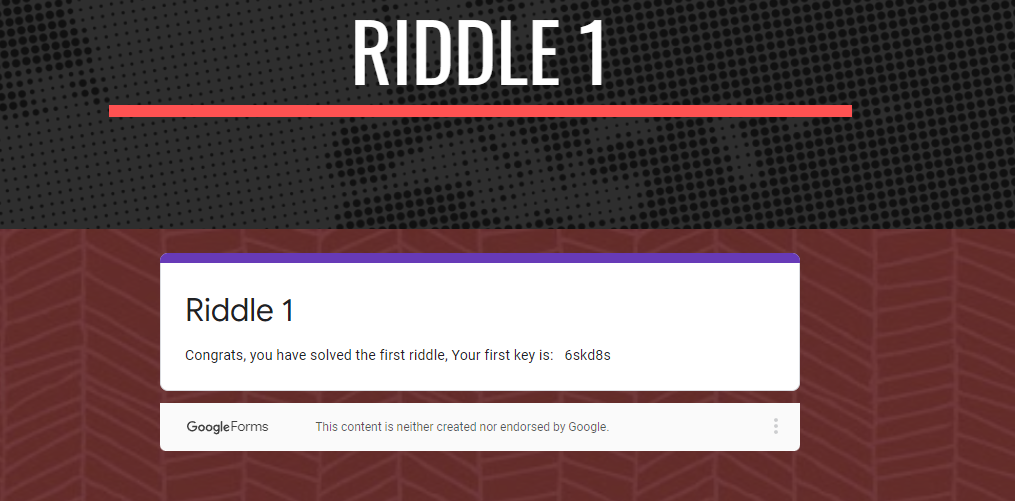 RIDDLE 1
Riddle 1
Congrats, you have solved the first riddle, Your first key is: 6skd8s
Google Forms This content is neither created nor endorsed by Google.